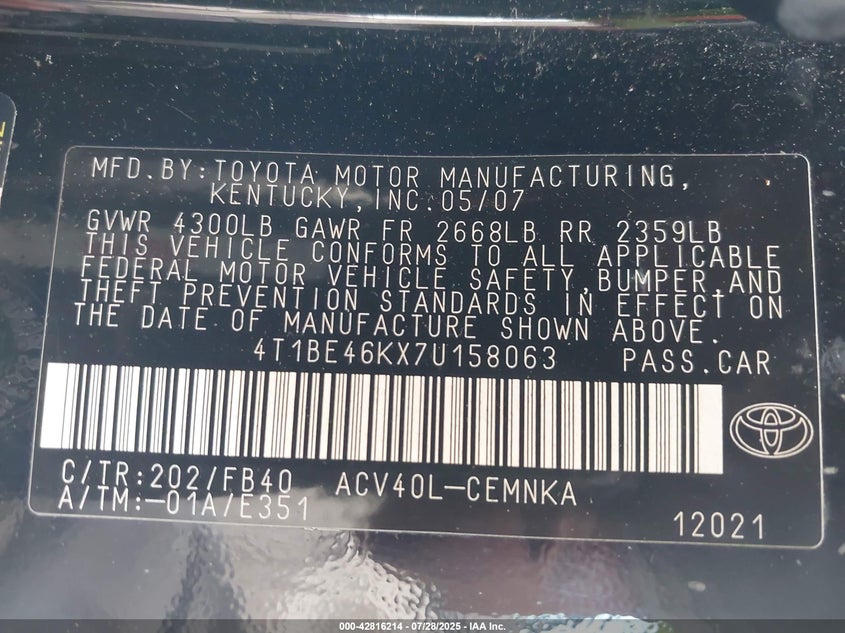 MFD.BY:TOYOTA MOTOR MANUFACTURING,
KENTUCKY,INC.05/07
GVWR 4300LB GAWR FR 2668LB RR 2359LB
THIS VEHICLE CONFORMS TO ALL APPLICABLE
FEDERAL MOTOR VEHICLE SAFETY,BUMPER,AND
THEFT PREVENTION STANDARDS IN EFFECT ON
THE DATE OF MANUFACTURE SHOWN ABOVE.
4T1BE46KX7U158063 PASS.CAR
C/TR:202/FB40 ACV40L-CEMNKA
A/TM:-01A/E351
12021
000-42816214 - 07/28/2025 - IAA Inc.